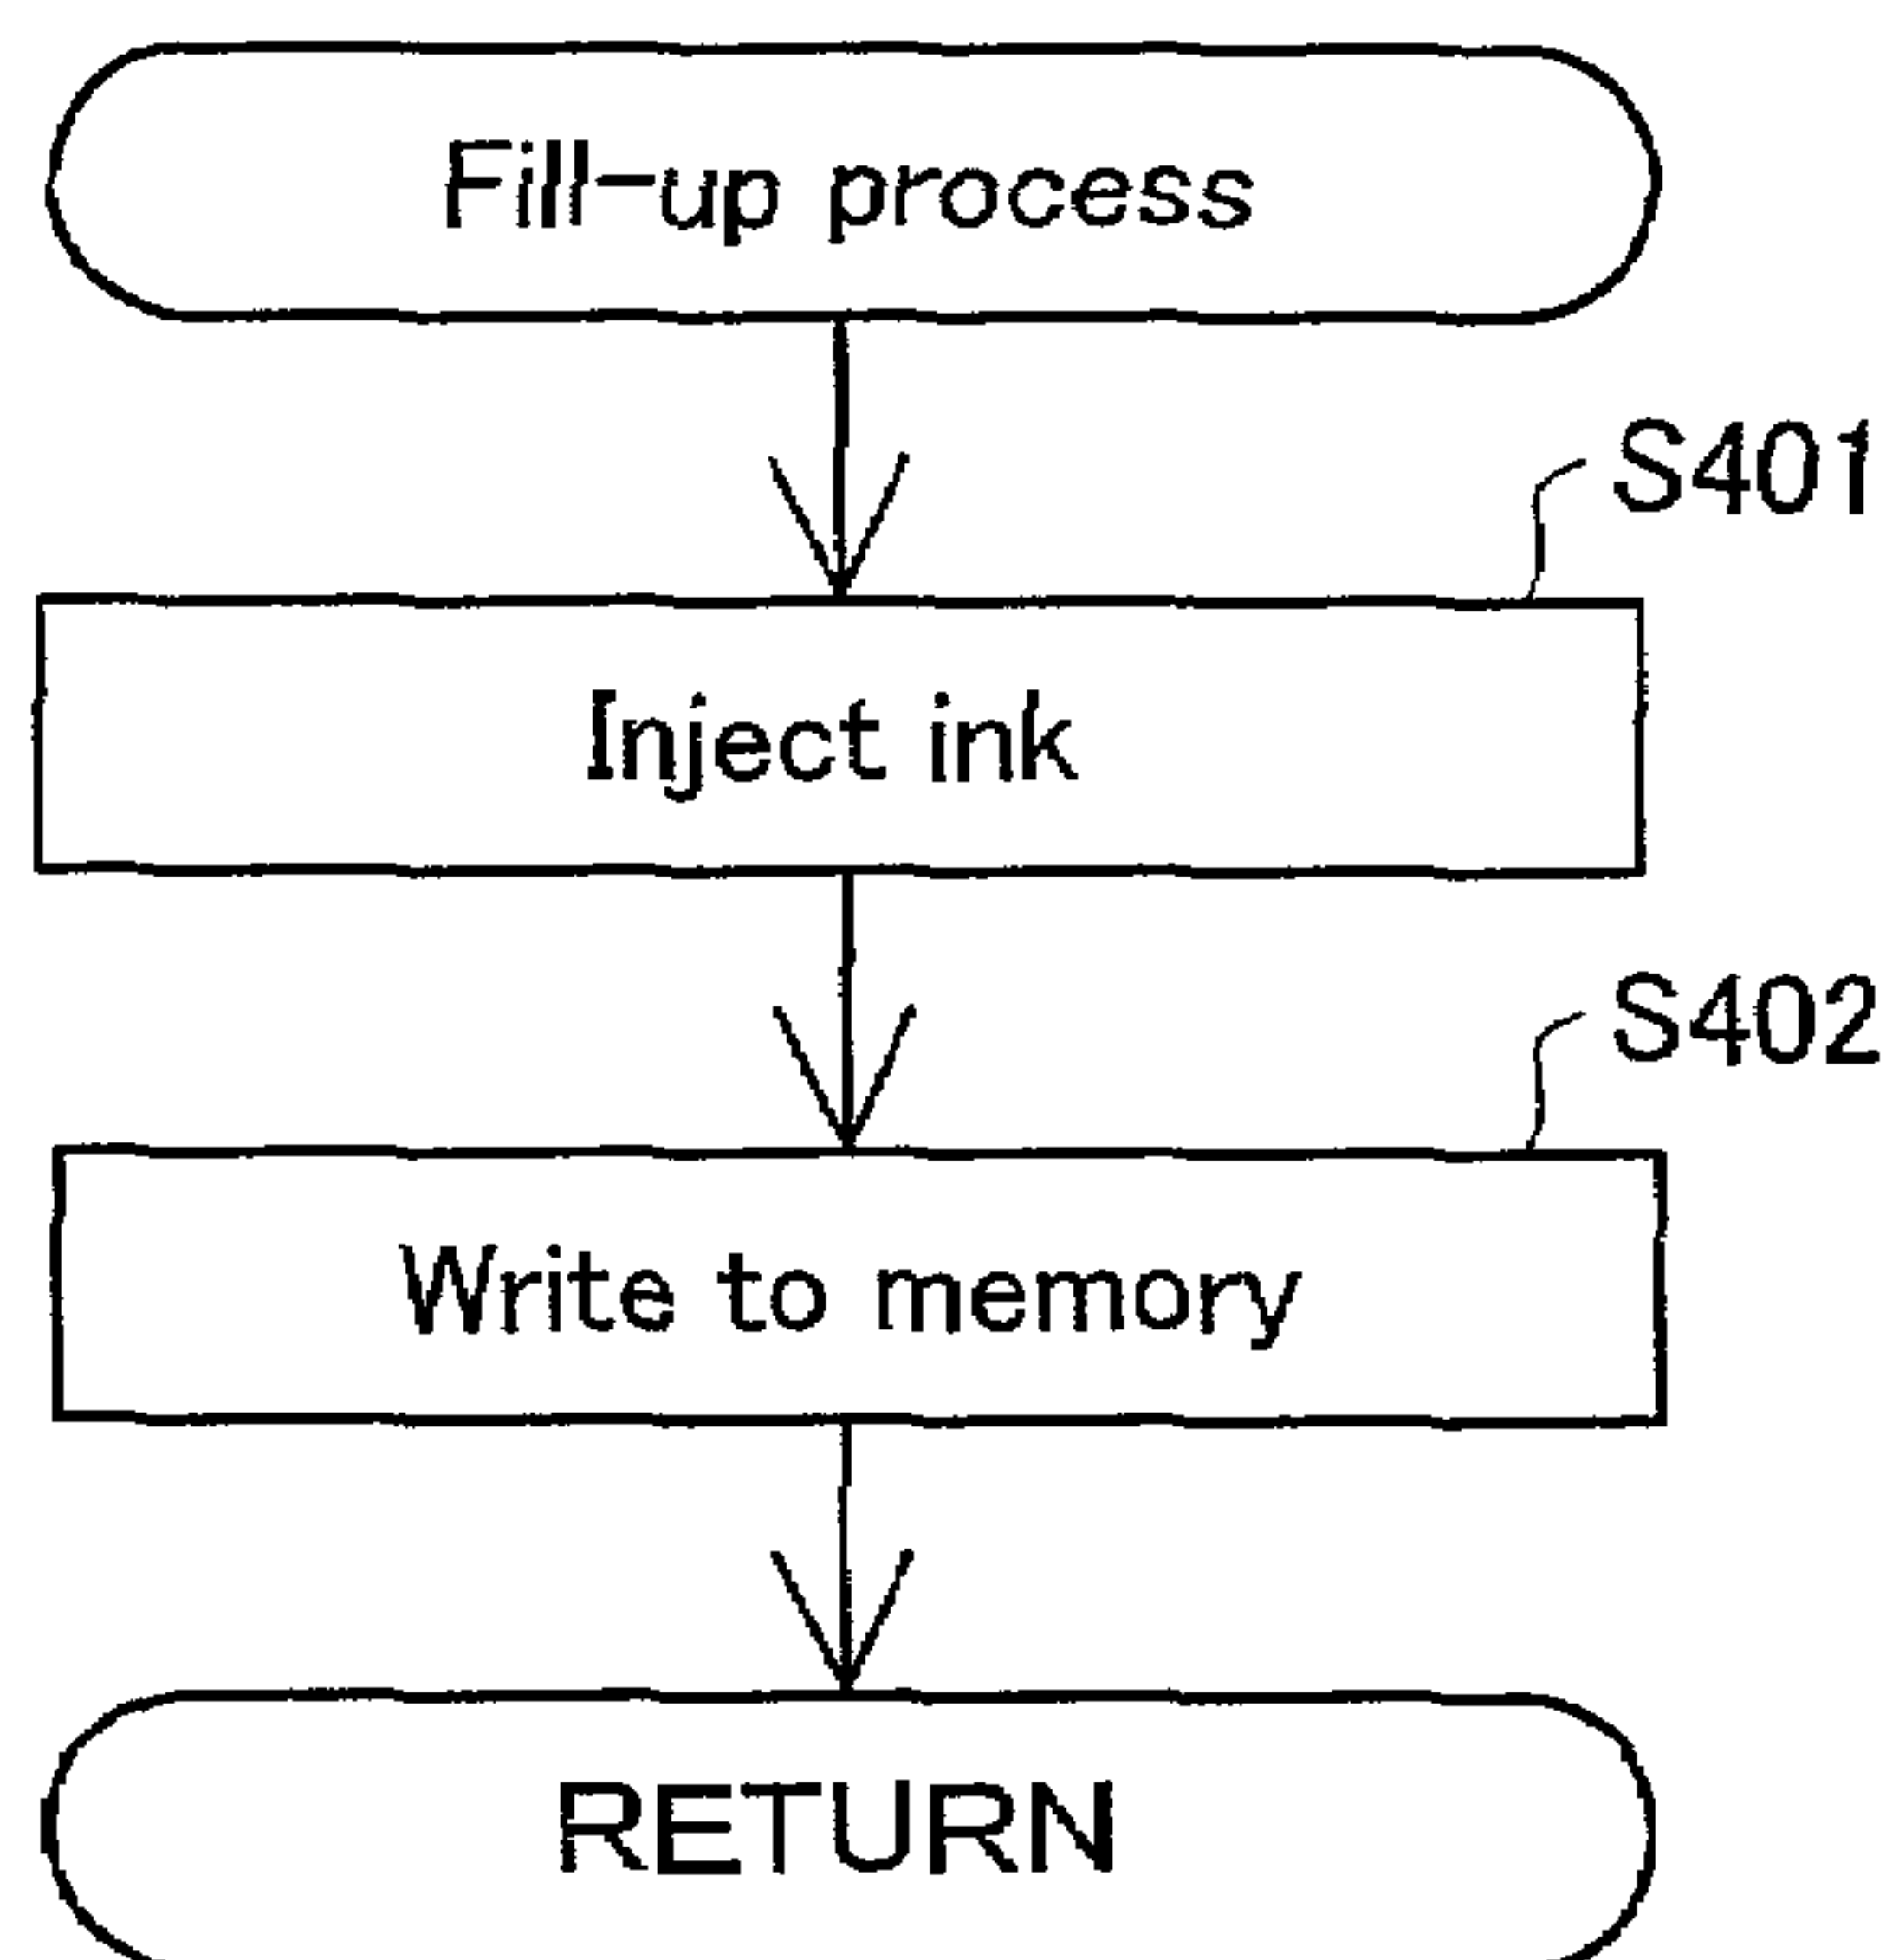 Fill-up process
S401
Inject ink
S402
Write to memory
RETURN